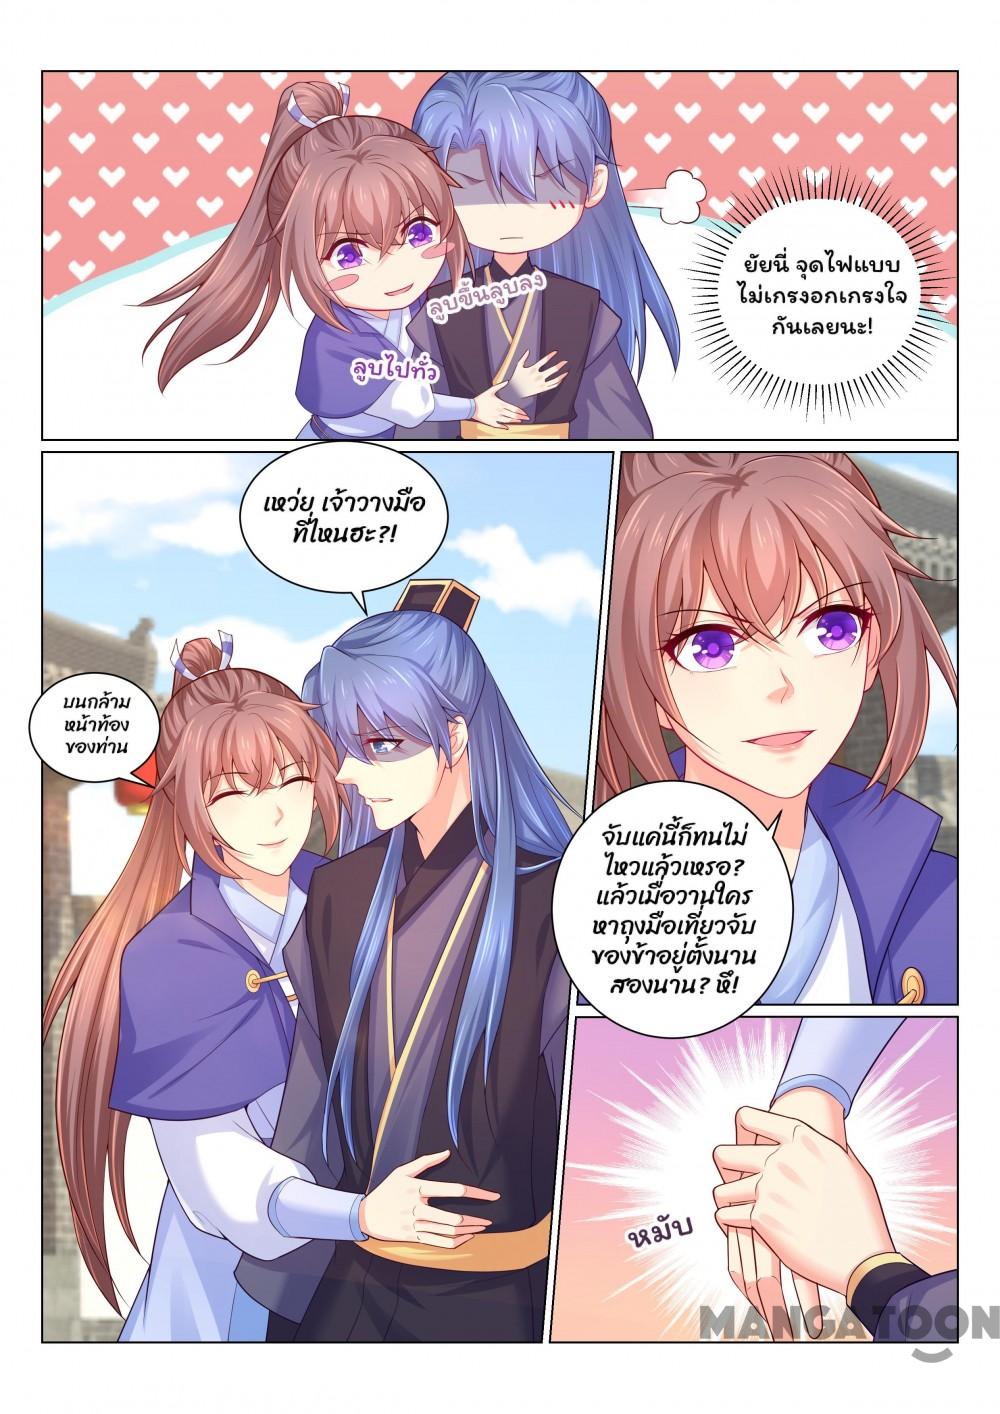 ยัยนี่ จุดไฟแบบ
ไม่เกรงอกเกรงใจ
กันเลยนะ!
ลูบขึ้นลูบลง
ลูบไปทั่ว
เหว่ย เจ้าวางมือ
ที่ไหนฮะ?!
บนกล้าม
หน้าท้อง
ของท่าน
จับแค่นี้ก็ทนไม่
ไหวแล้วเหรอ?
แล้วเมื่อวานใคร
หาถุงมือเที่ยวจับ
ของข้าอยู่ตั้งนาน
สองนาน? หึ!
หมับ
MANGATOON